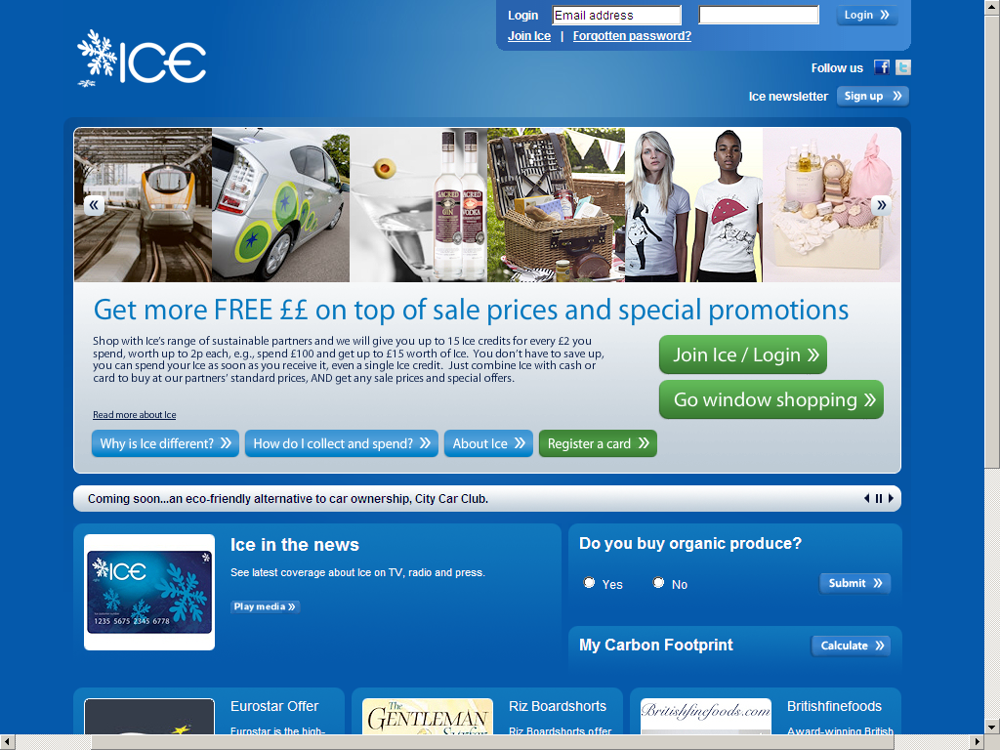 Login Email address Login
Join Ice | Forgotten password?
ICE
Follow us
Ice newsletter Sign up
SACRED GIN SACRED VODKA
Get more FREE ££ on top of sale prices and special promotions
Shop with Ice's range of sustainable partners and we will give you up to 15 Ice credits for every £2 you
spend, worth up to 2p each, e.g., spend £100 and get up to £15 worth of Ice. You don't have to save up,
you can spend your Ice as soon as you receive it, even a single Ice credit. Just combine Ice with cash or
card to buy at our partners' standard prices, AND get any sale prices and special offers.
Join Ice / Login
Go window shopping
Read more about Ice
Why is Ice different? How do I collect and spend? About Ice Register a card
Coming soon...an eco-friendly alternative to car ownership, City Car Club.
ICE
1235 5675 2345 6778
Ice in the news
See latest coverage about Ice on TV, radio and press.
Play media
Do you buy organic produce?
Yes No Submit
My Carbon Footprint Calculate
Eurostar Offer
Eurostar is the high-
The
GENTLEMAN
Riz Boardshorts
Riz Boardshorts offer
Britishfinefoods.com
Britishfinefoods
Award-winning British